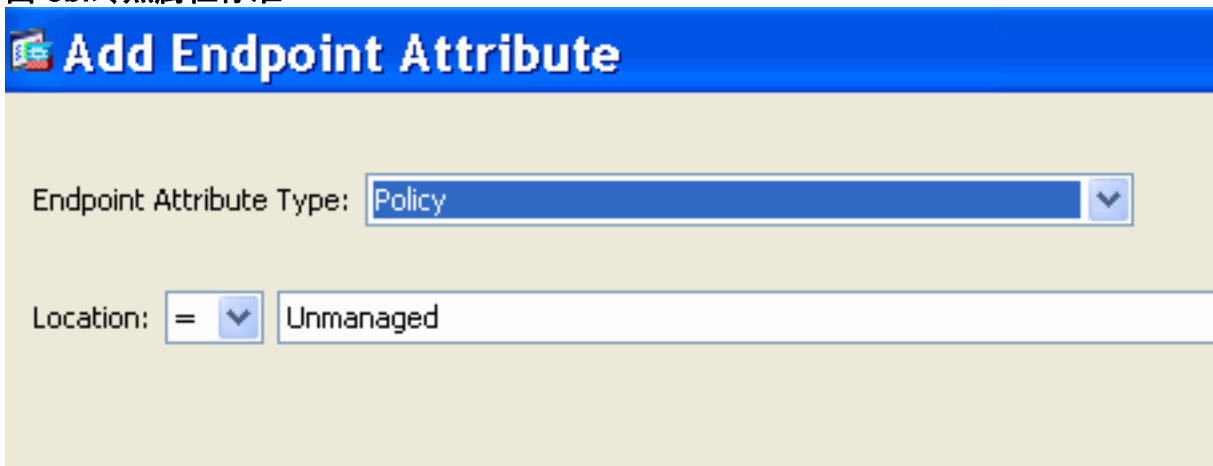 Add Endpoint Attribute
Endpoint Attribute Type: Policy
Location: = Unmanaged